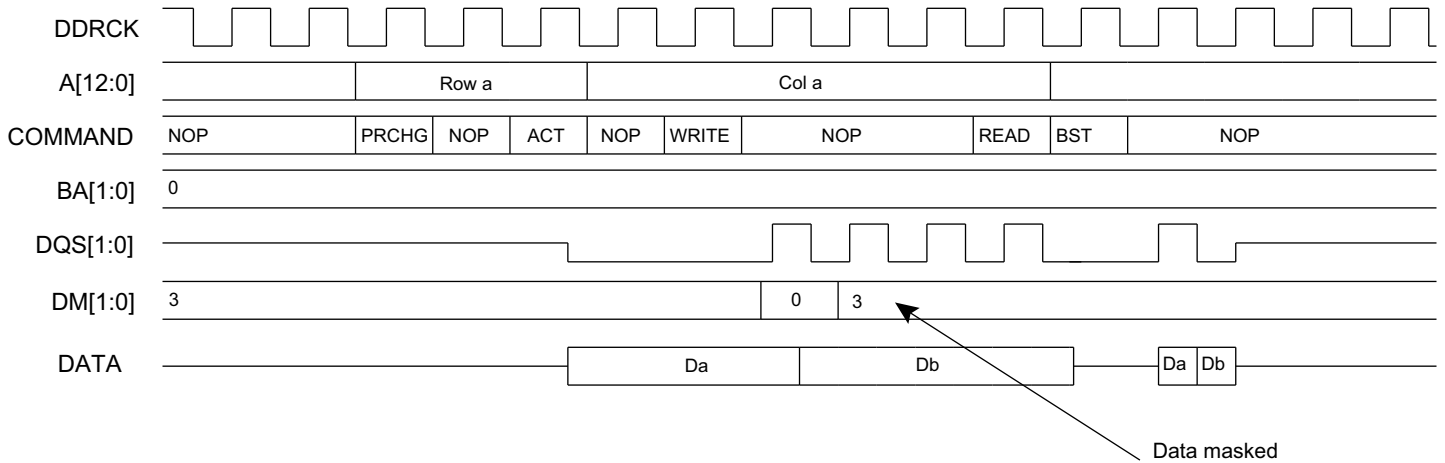 DDRCK
A[12:0] Row a Col a
COMMAND NOP PRCHG NOP ACT NOP WRITE NOP READ BST NOP
BA[1:0] 0
DQS[1:0]
DM[1:0] 3 0 3
DATA Da Db Da Db
Data masked